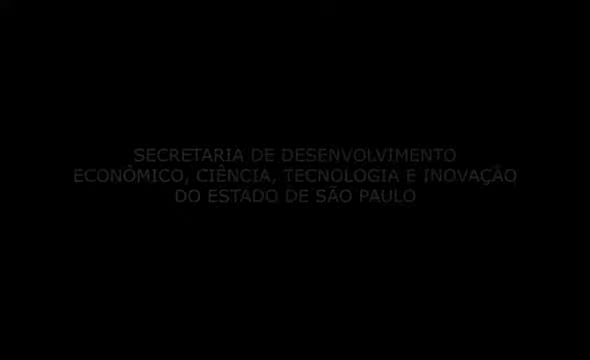 SECRETARIA DE DESENVOLVIMENTO
ECONÔMICO, CIÊNCIA, TECNOLOGIA E INOVAÇÃO
DO ESTADO DE SÃO PAULO